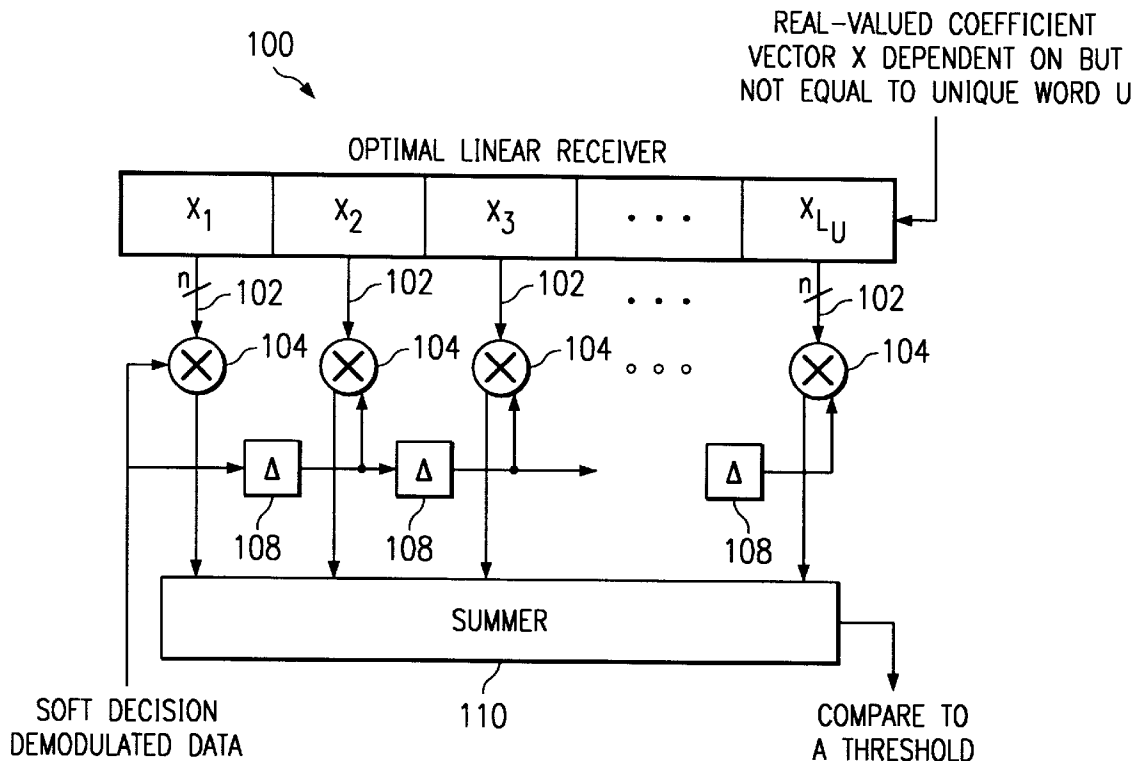 REAL-VALUED COEFFICIENT
VECTOR X DEPENDENT ON BUT
NOT EQUAL TO UNIQUE WORD U
100
OPTIMAL LINEAR RECEIVER
X1 X2 X3 • • • XLU
n 102 102 102 • • • n 102
104 104 104 104
Δ Δ Δ
108 108 108
SUMMER
110
SOFT DECISION
DEMODULATED DATA
COMPARE TO
A THRESHOLD